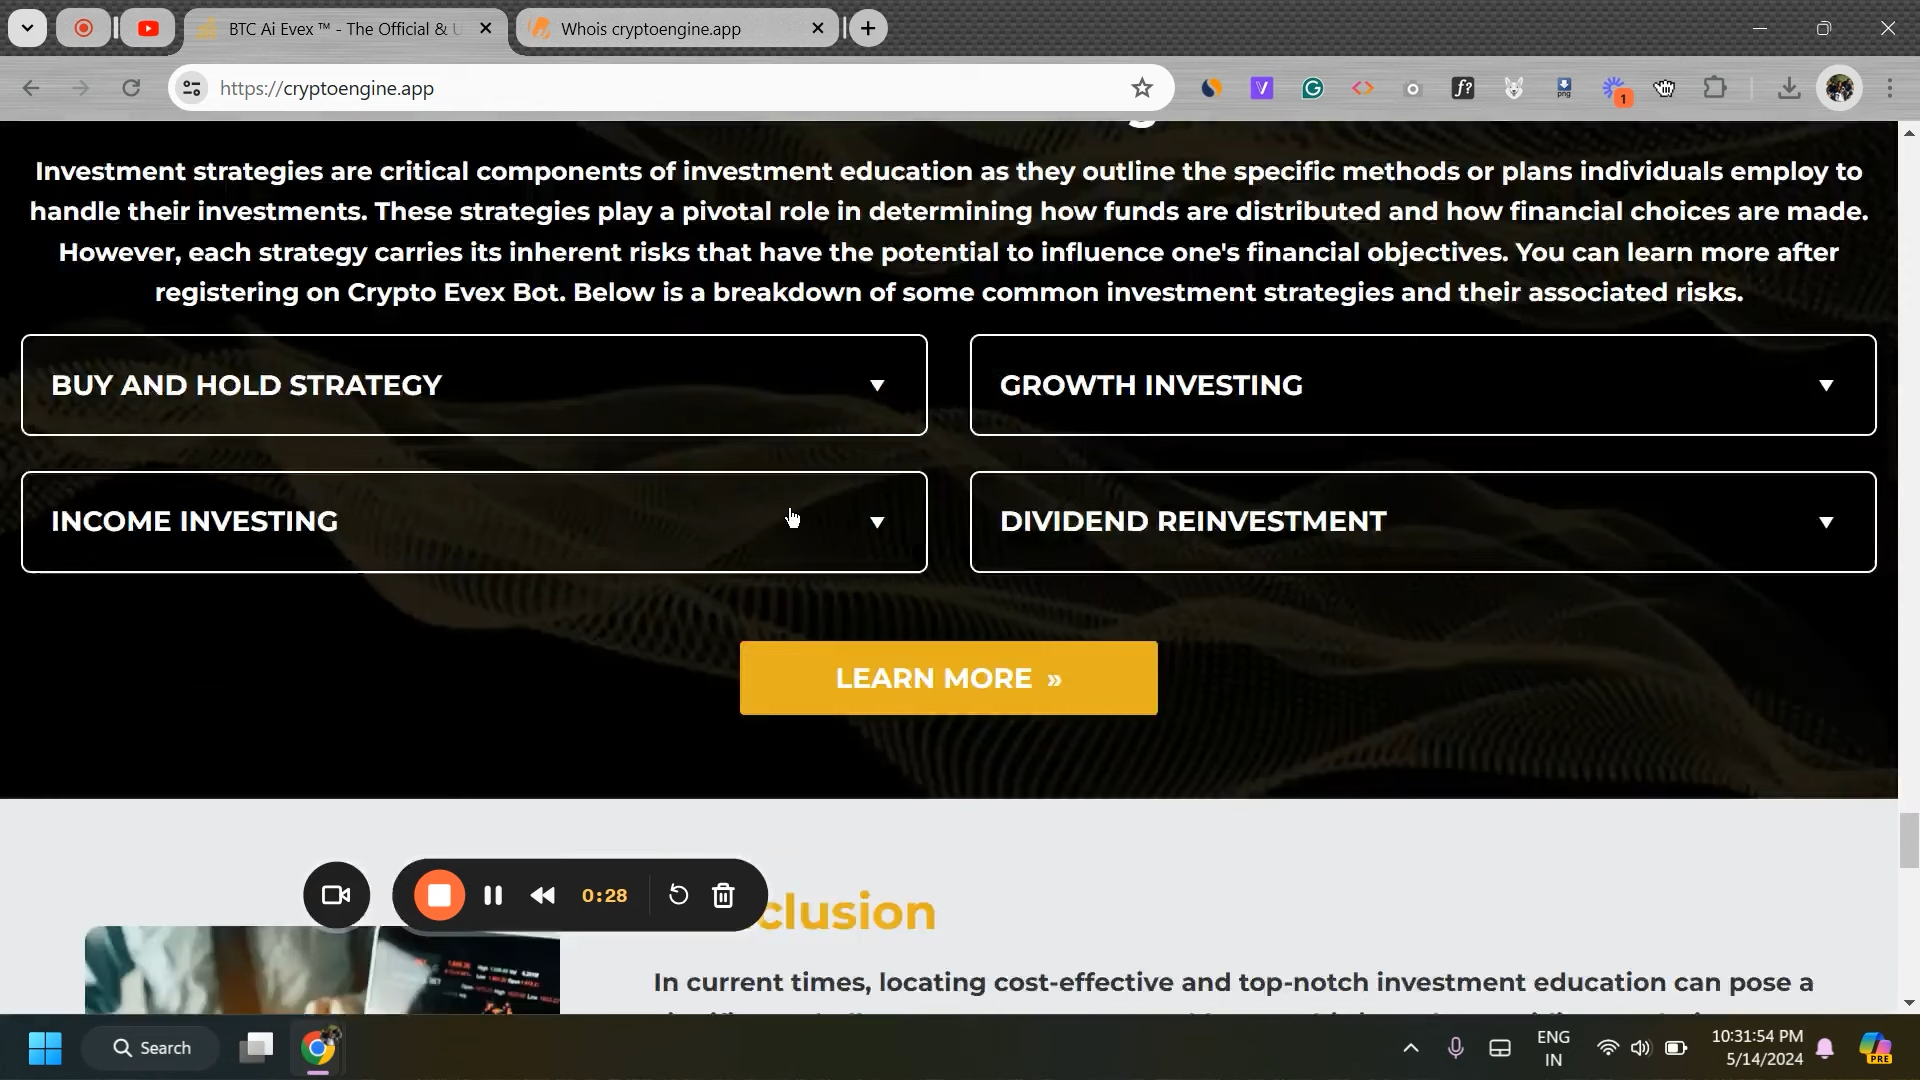 BTC Ai Evex ™ - The Official & U
Whois cryptoengine.app
https://cryptoengine.app
f?
png
1
Investment strategies are critical components of investment education as they outline the specific methods or plans individuals employ to
handle their investments. These strategies play a pivotal role in determining how funds are distributed and how financial choices are made.
However, each strategy carries its inherent risks that have the potential to influence one's financial objectives. You can learn more after
registering on Crypto Evex Bot. Below is a breakdown of some common investment strategies and their associated risks.
BUY AND HOLD STRATEGY
GROWTH INVESTING
INCOME INVESTING
DIVIDEND REINVESTMENT
LEARN MORE »
0:28
clusion
In current times, locating cost-effective and top-notch investment education can pose a
Search
ENG
IN
10:31:54 PM
5/14/2024
PRE